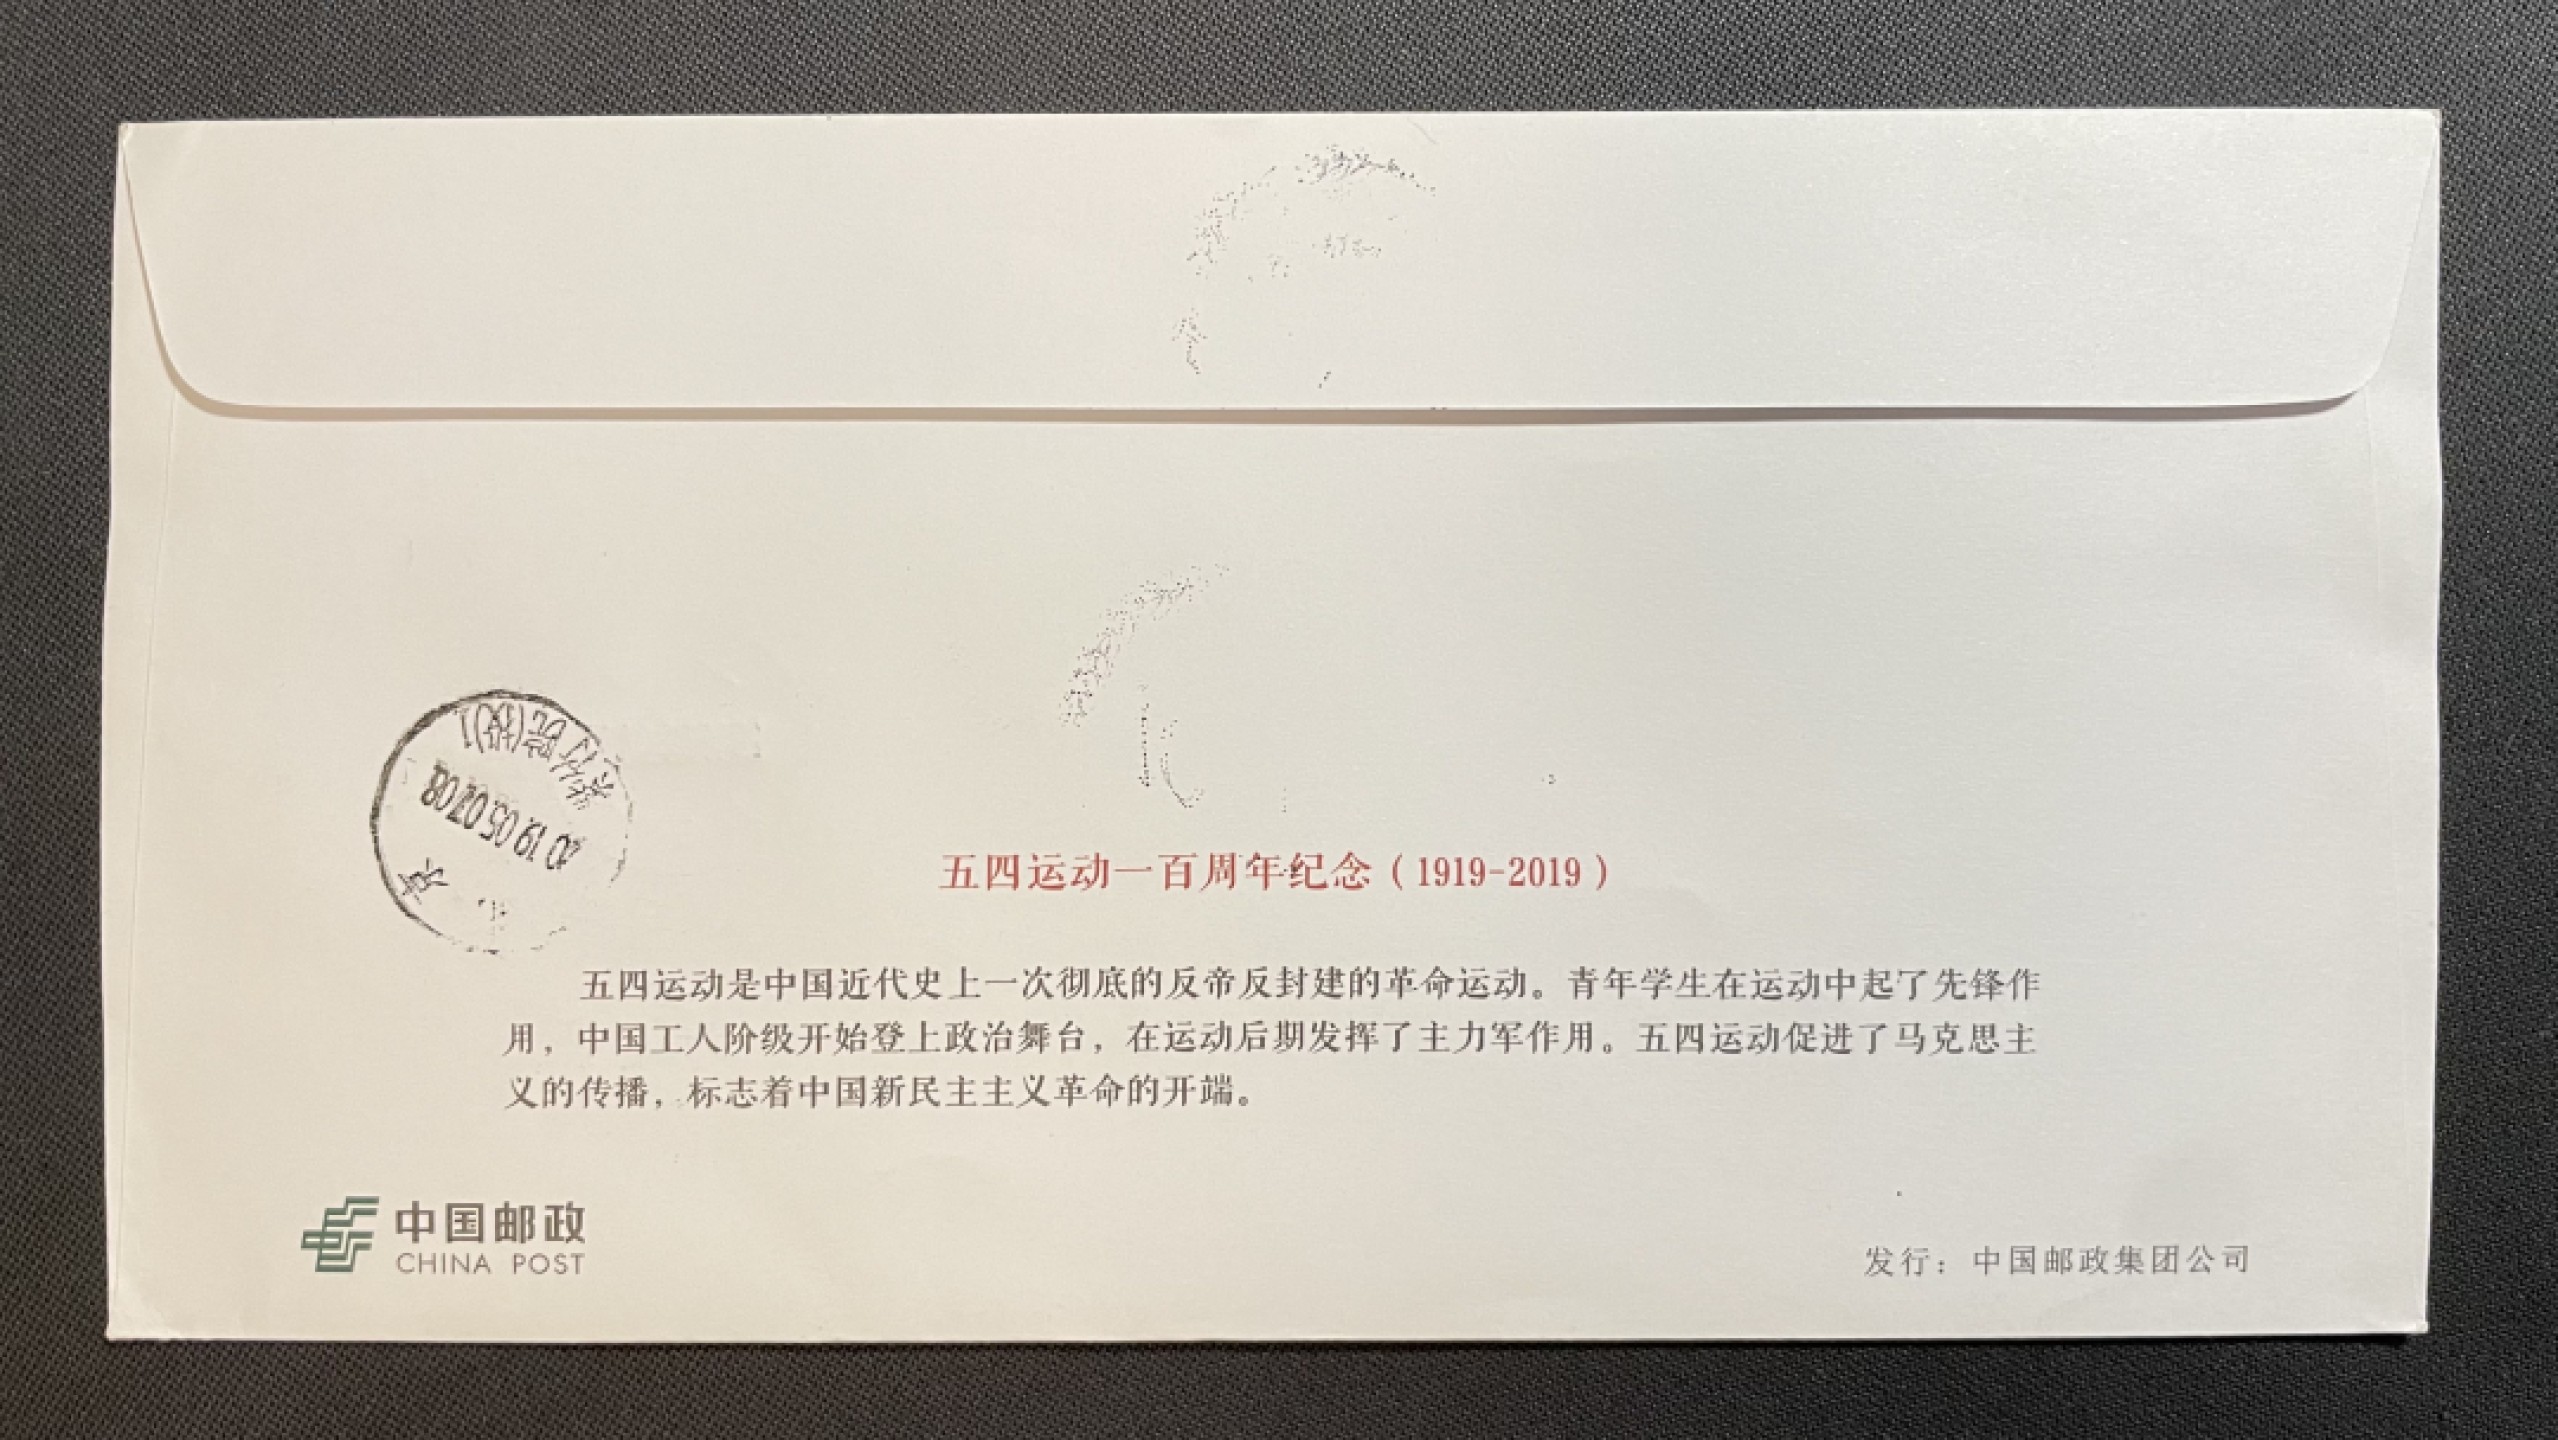 2019.05.07.08
京
五四运动一百周年纪念（1919-2019）
五四运动是中国近代史上一次彻底的反帝反封建的革命运动。青年学生在运动中起了先锋作
用，中国工人阶级开始登上政治舞台，在运动后期发挥了主力军作用。五四运动促进了马克思主
义的传播，标志着中国新民主主义革命的开端。
中国邮政
CHINA POST
发行：中国邮政集团公司